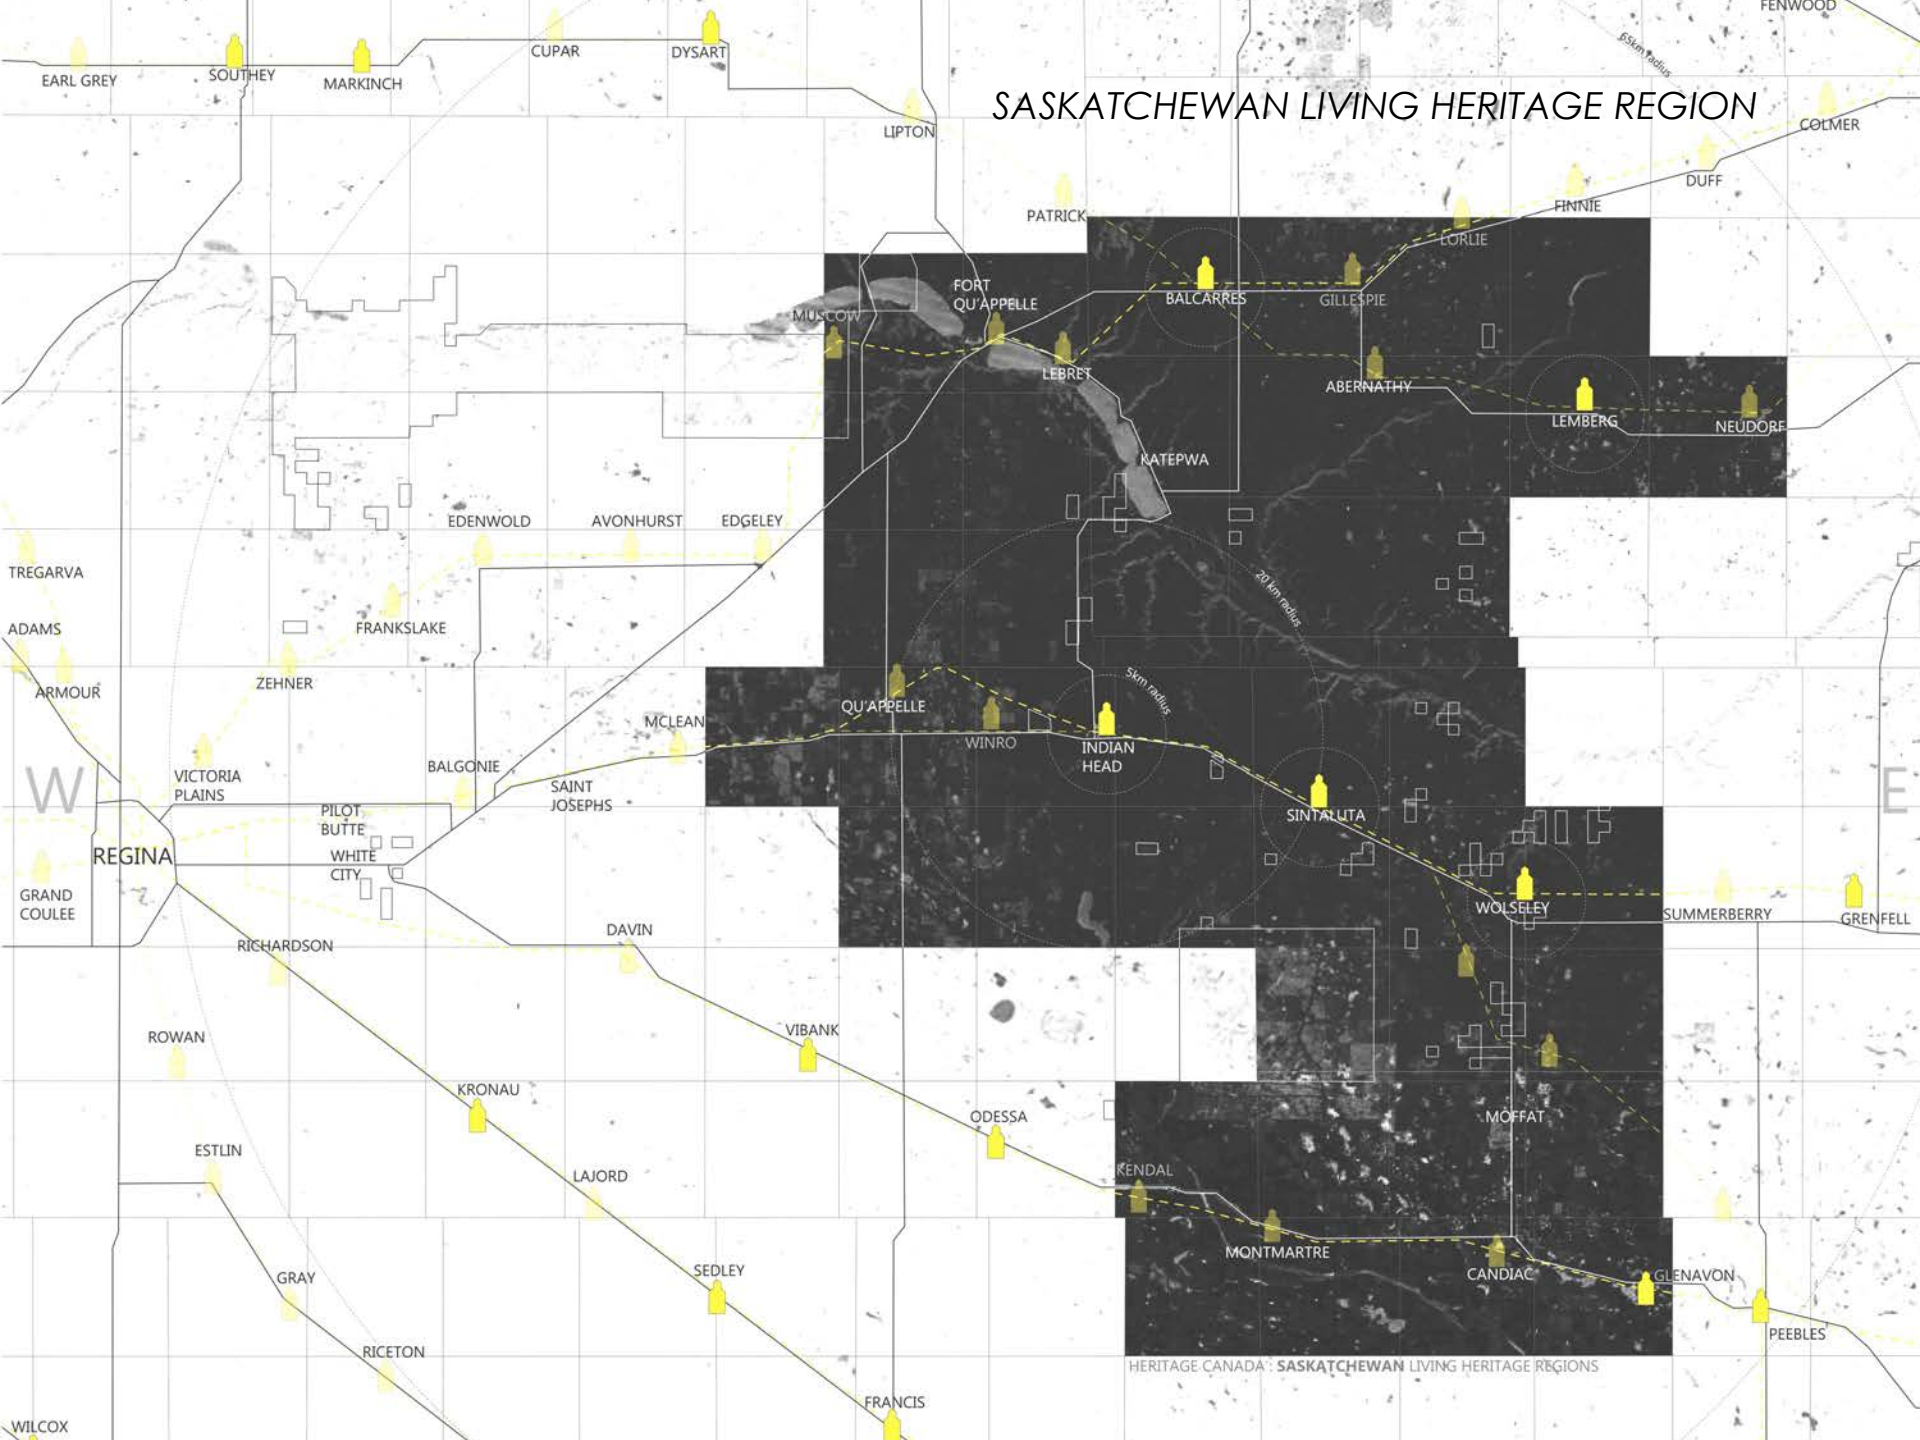 FENWOOD
65km radius
CUPAR
DYSART
EARL GREY
SOUTHEY
MARKINCH
SASKATCHEWAN LIVING HERITAGE REGION
LIPTON
COLMER
DUFF
FINNIE
PATRICK
LORLIE
FORT
QU'APPELLE
BALCARRES
GILLESPIE
MUSCOW
LEBRET
ABERNATHY
LEMBERG
NEUDORF
KATEPWA
EDENWOLD
AVONHURST
EDGELEY
TREGARVA
20 km radius
ADAMS
FRANKSLAKE
ZEHNER
ARMOUR
5km radius
QU'APPELLE
MCLEAN
WINRO
INDIAN
HEAD
BALGONIE
VICTORIA
PLAINS
SAINT
JOSEPHS
W
E
PILOT
BUTTE
SINTALUTA
REGINA
WHITE
CITY
GRAND
COULEE
WOLSELEY
SUMMERBERRY
GRENFELL
RICHARDSON
DAVIN
ROWAN
VIBANK
KRONAU
ODESSA
MOFFAT
ESTLIN
LAJORD
KENDAL
MONTMARTRE
CANDIAC
GLENAVON
GRAY
SEDLEY
PEEBLES
RICETON
HERITAGE CANADA : SASKATCHEWAN LIVING HERITAGE REGIONS
FRANCIS
WILCOX